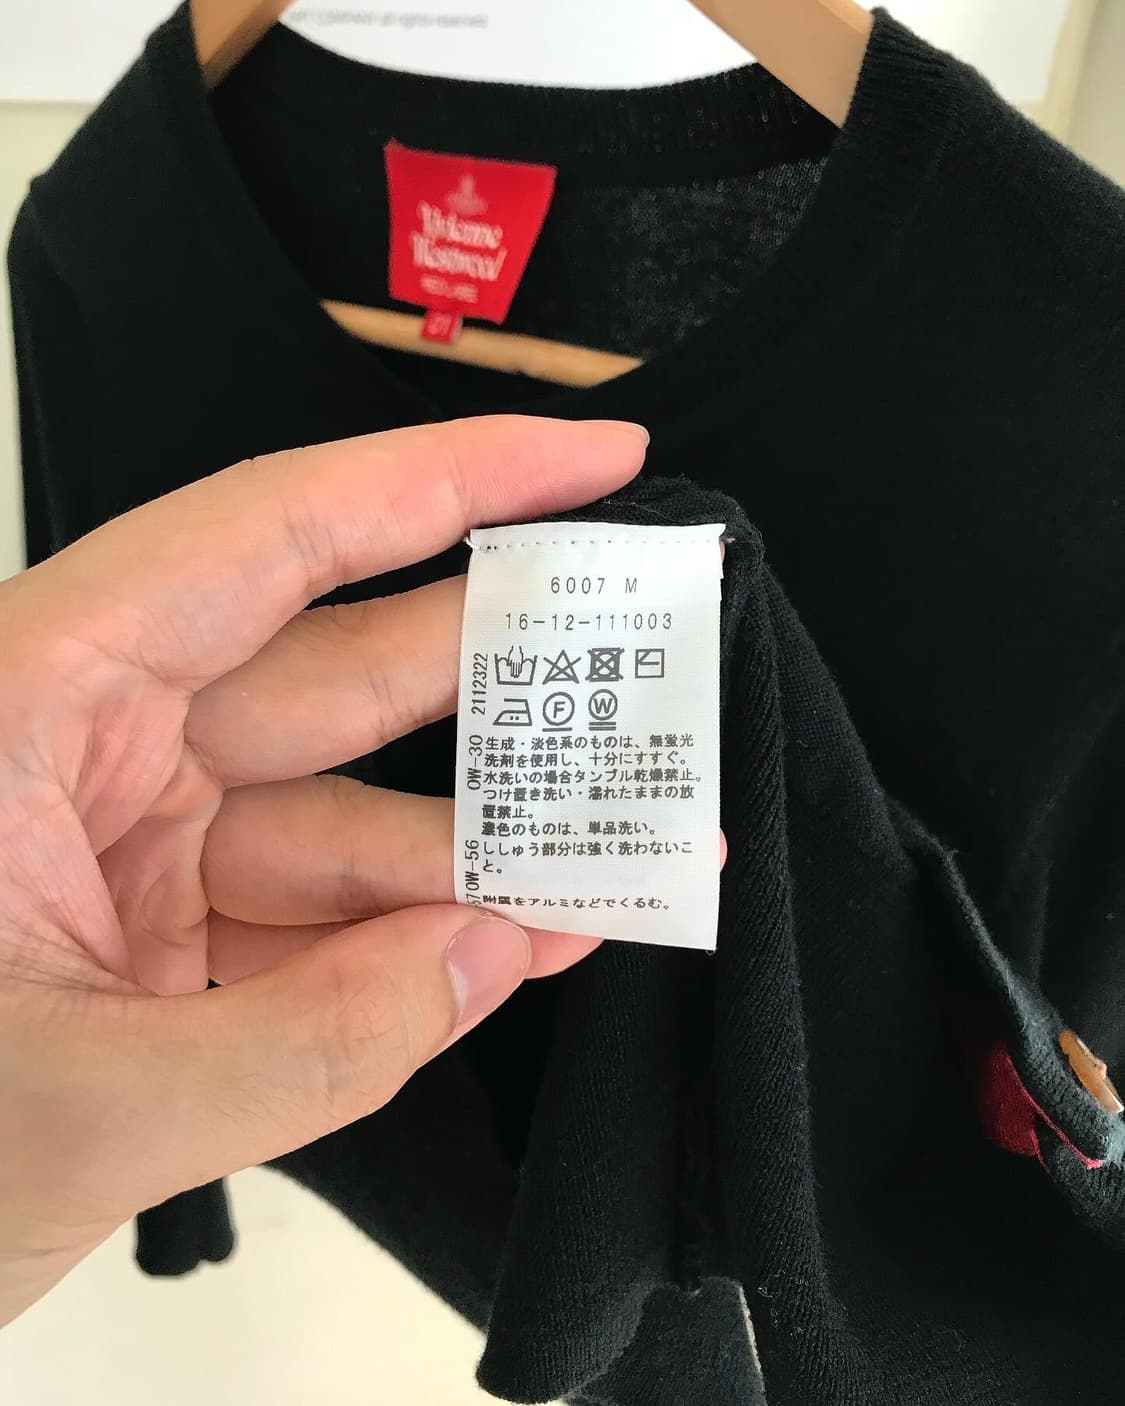 all rights reserved
Vivienne
Westwood
RED LABEL
6007 M
16-12-111003
2112322
F
W
0W-30
0W-56
生成・淡色系のものは、無蛍光
洗剤を使用し、十分にすすぐ。
水洗いの場合タンブル乾燥禁止。
つけ置き洗い・濡れたままの放
置禁止。
濃色のものは、単品洗い。
ししゅう部分は強く洗わないこ
と。
附属をアルミなどでくるむ。